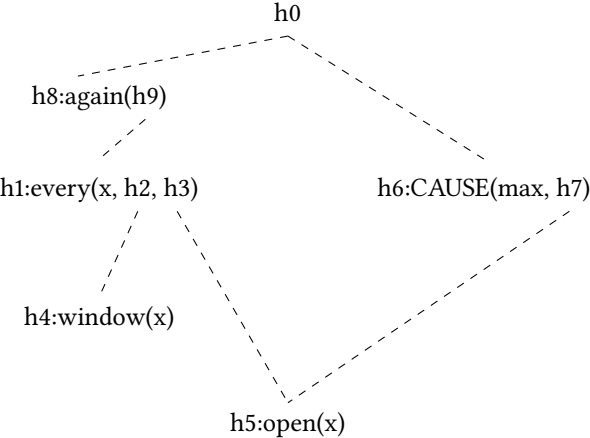 h0
h8:again(h9)
h1:every(x, h2, h3)
h6:CAUSE(max, h7)
h4:window(x)
h5:open(x)